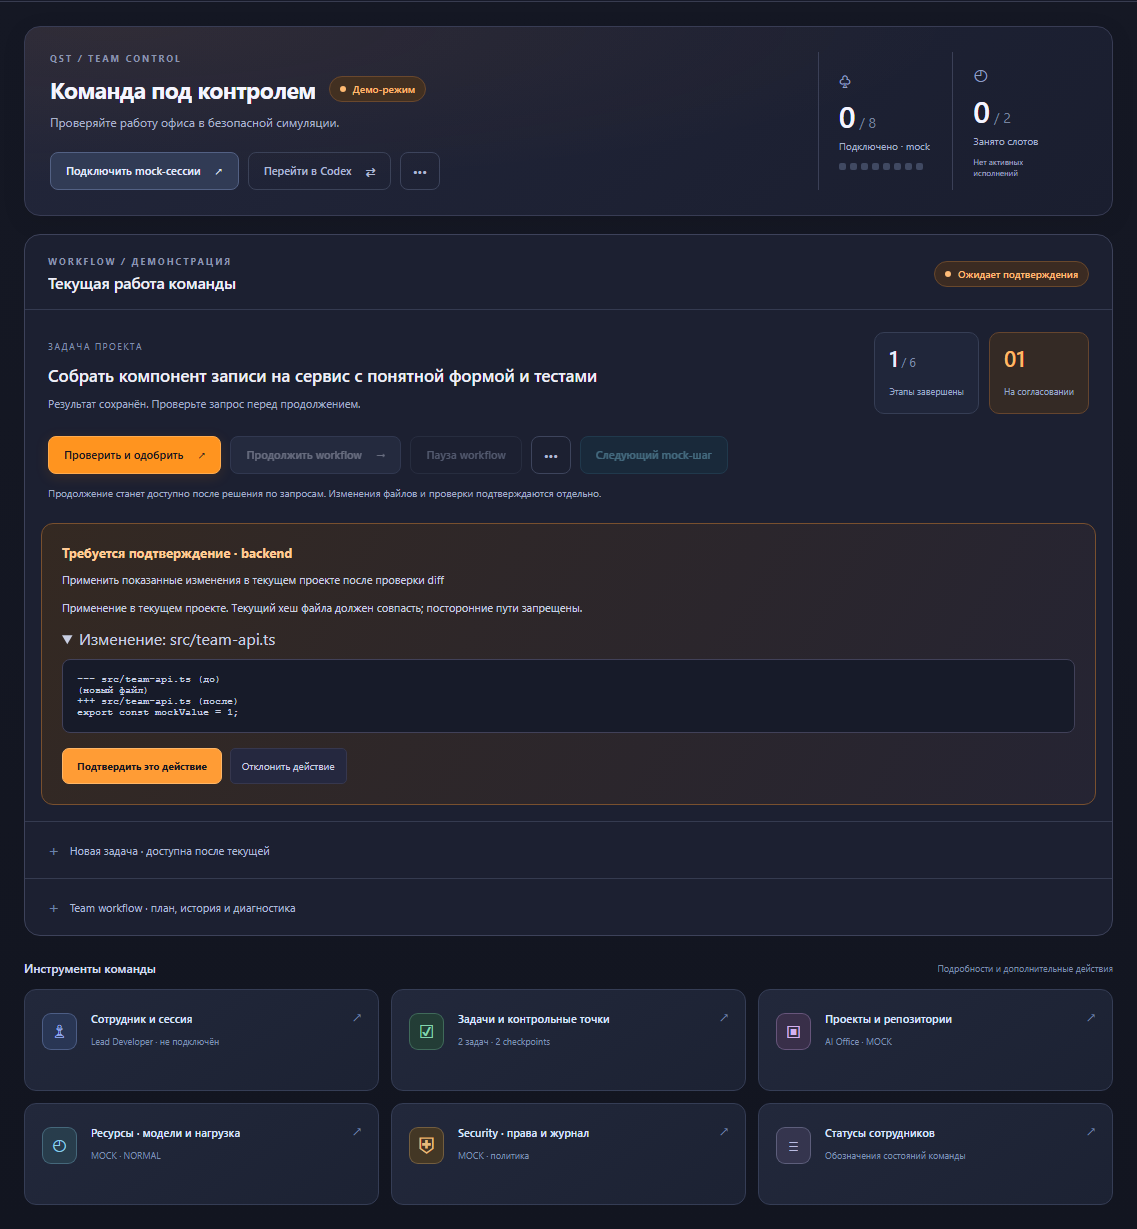 QST / TEAM CONTROL
Команда под контролем
Демо-режим
Проверяйте работу офиса в безопасной симуляции.
Подключить mock-сессии ↗
Перейти в Codex ⇄
•••
0 / 8
Подключено · mock
0 / 2
Занято слотов
Нет активных
исполнений
WORKFLOW / ДЕМОНСТРАЦИЯ
Текущая работа команды
Ожидает подтверждения
ЗАДАЧА ПРОЕКТА
Собрать компонент записи на сервис с понятной формой и тестами
Результат сохранён. Проверьте запрос перед продолжением.
1 / 6
Этапы завершены
01
На согласовании
Проверить и одобрить ↗
Продолжить workflow →
Пауза workflow
•••
Следующий mock-шаг
Продолжение станет доступно после решения по запросам. Изменения файлов и проверки подтверждаются отдельно.
Требуется подтверждение · backend
Применить показанные изменения в текущем проекте после проверки diff
Применение в текущем проекте. Текущий хеш файла должен совпасть; посторонние пути запрещены.
▼ Изменение: src/team-api.ts
--- src/team-api.ts (до)
(новый файл)
+++ src/team-api.ts (после)
export const mockValue = 1;
Подтвердить это действие
Отклонить действие
+ Новая задача · доступна после текущей
+ Team workflow · план, история и диагностика
Инструменты команды
Подробности и дополнительные действия
Сотрудник и сессия ↗
Lead Developer · не подключён
Задачи и контрольные точки ↗
2 задач · 2 checkpoints
Проекты и репозитории ↗
AI Office · МОСК
Ресурсы · модели и нагрузка ↗
МОСК · NORMAL
Security · права и журнал ↗
МОСК · политика
Статусы сотрудников ↗
Обозначения состояний команды